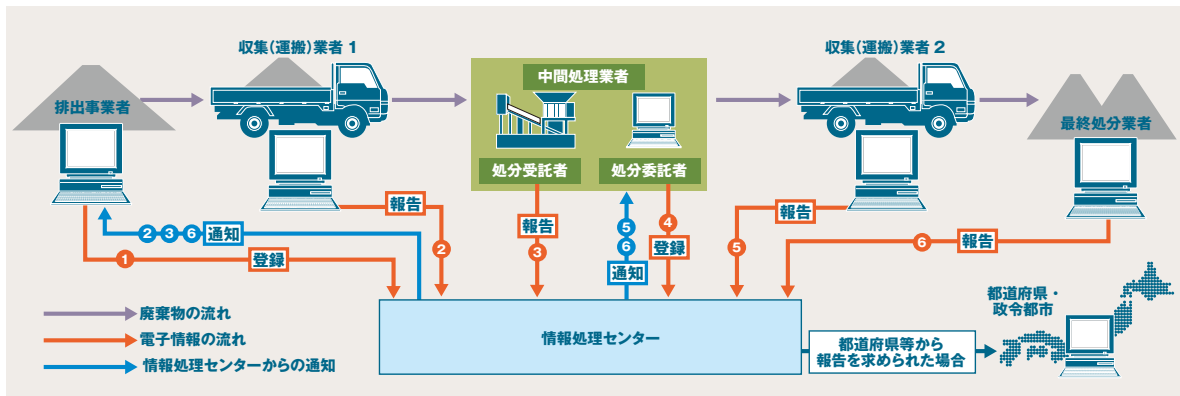 収集(運搬)業者 1
収集(運搬)業者 2
中間処理業者
排出事業者
最終処分業者
処分受託者
処分委託者
報告
報告
④
報告
② ③ ⑥ 通知
②
③
⑤
⑥
登録
⑤
⑥ 報告
① 登録
通知
廃棄物の流れ
電子情報の流れ
情報処理センターからの通知
情報処理センター
都道府県等から
報告を求められた場合
都道府県・
政令都市